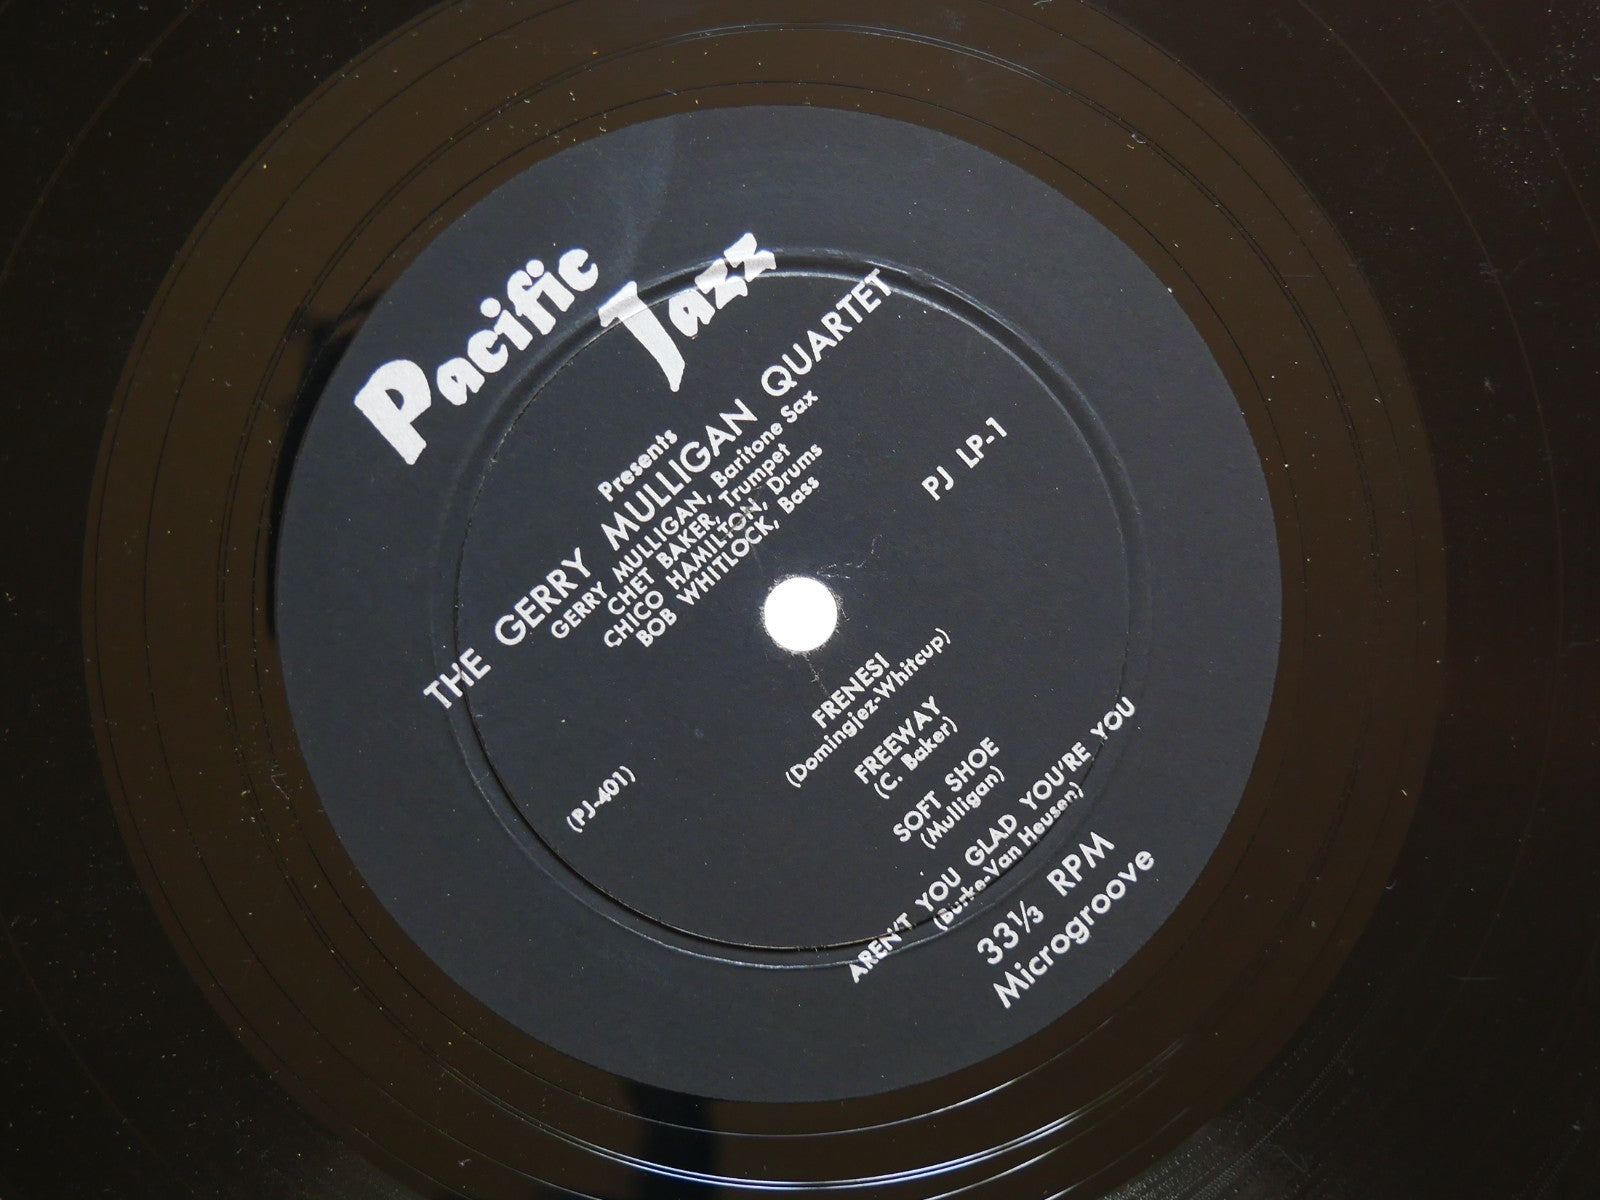 Pacific
Jazz
Presents
THE GERRY MULLIGAN QUARTET
GERRY MULLIGAN, Baritone Sax
CHET BAKER, Trumpet
CHICO HAMILTON, Drums
BOB WHITLOCK, Bass
PJ LP-1
(PJ-401)
FRENESI
(Domingjez-Whitcup)
FREEWAY
(C. Baker)
SOFT SHOE
(Mulligan)
AREN'T YOU GLAD YOU'RE YOU
(Burke-Van Heusen)
33⅓ RPM
Microgroove